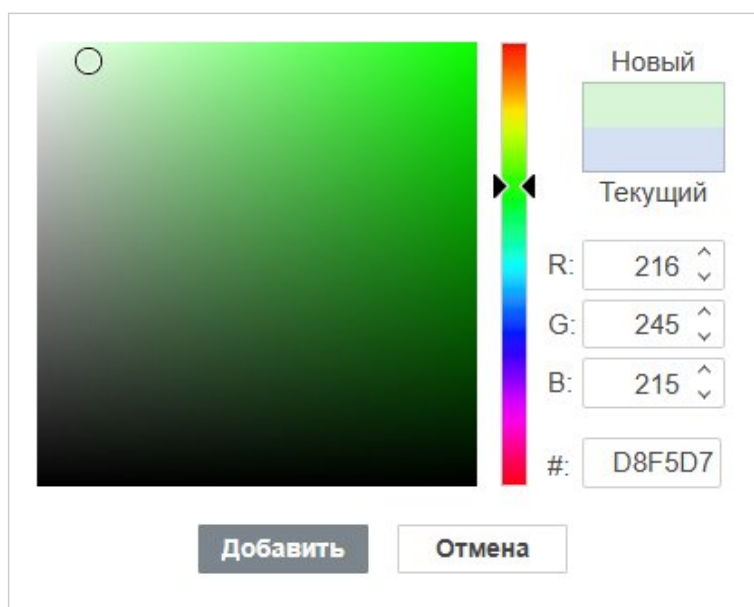 Новый
Текущий
R: 216
G: 245
B: 215
#: D8F5D7
Добавить Отмена